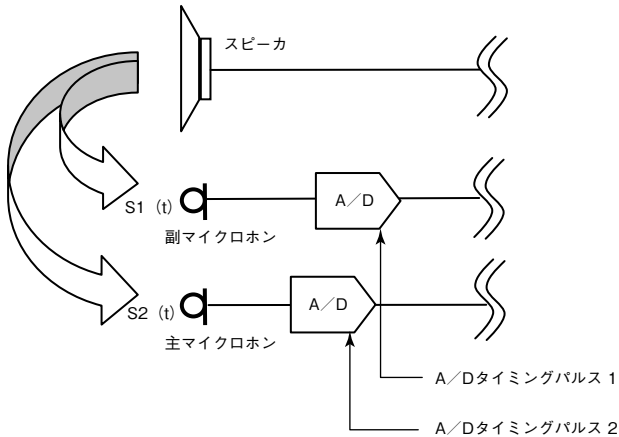 スピーカ
S1（t）
A／D
副マイクロホン
S2（t）
A／D
主マイクロホン
A／Dタイミングパルス 1
A／Dタイミングパルス 2